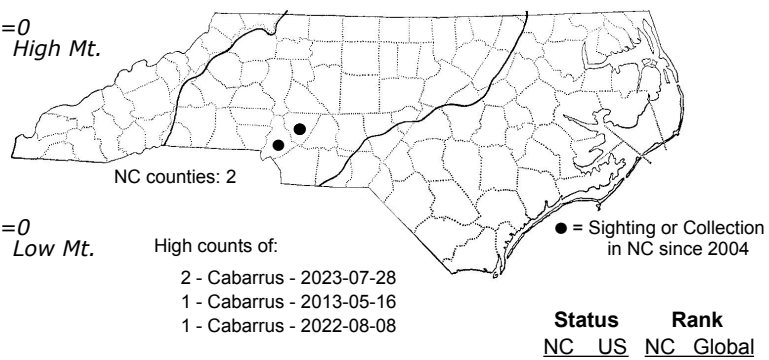 =0
High Mt.
NC counties: 2
=0
Low Mt.
High counts of:
2 - Cabarrus - 2023-07-28
1 - Cabarrus - 2013-05-16
1 - Cabarrus - 2022-08-08
● = Sighting or Collection
in NC since 2004
Status Rank
NC US NC Global